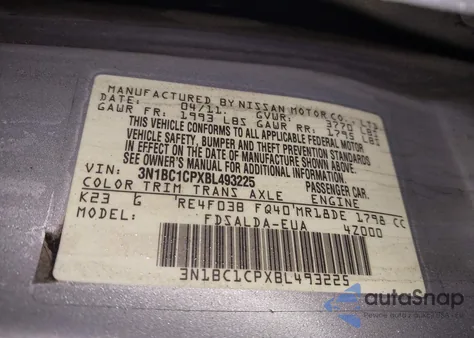 MANUFACTURED BY NISSAN MOTOR CO., LTD.
DATE: 04/11 GVWR: 3770 LBS
GAWR FR: 1993 LBS GAWR RR: 1795 LBS
THIS VEHICLE CONFORMS TO ALL APPLICABLE FEDERAL MOTOR
VEHICLE SAFETY, BUMPER AND THEFT PREVENTION STANDARDS
IN EFFECT ON THE DATE OF MANUFACTURE SHOWN ABOVE.
SEE OWNER'S MANUAL FOR ADDITIONAL INFORMATION.
VIN: 3N1BC1CPXBL493225 PASSENGER CAR
COLOR TRIM TRANS AXLE ENGINE
K23 G RE4F03B FQ40 MR18DE 1798 CC
MODEL: FDSALDA-EUA 4Z000
3N1BC1CPXBL493225
autoSnap